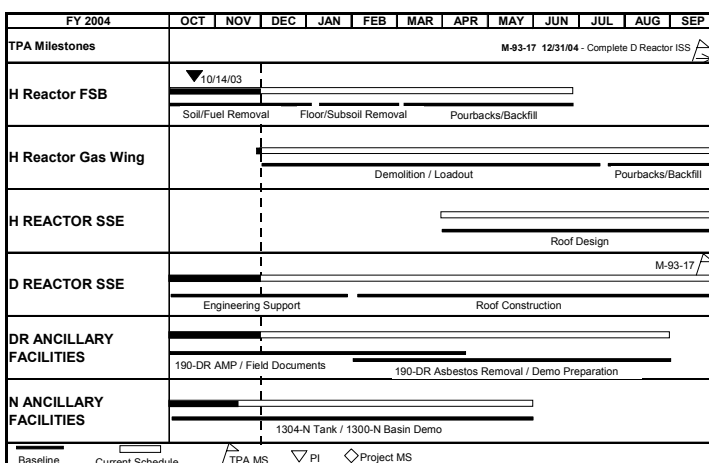 FY 2004 OCT NOV DEC JAN FEB MAR APR MAY JUN JUL AUG SEP
TPA Milestones
M-93-17 12/31/04 - Complete D Reactor ISS
10/14/03
H Reactor FSB
Soil/Fuel Removal Floor/Subsoil Removal Pourbacks/Backfill
H Reactor Gas Wing
Demolition / Loadout Pourbacks/Backfill
H REACTOR SSE
Roof Design
M-93-17
D REACTOR SSE
Engineering Support Roof Construction
DR ANCILLARY
FACILITIES
190-DR AMP / Field Documents 190-DR Asbestos Removal / Demo Preparation
N ANCILLARY
FACILITIES
1304-N Tank / 1300-N Basin Demo
Baseline Current Schedule TPA MS PI Project MS